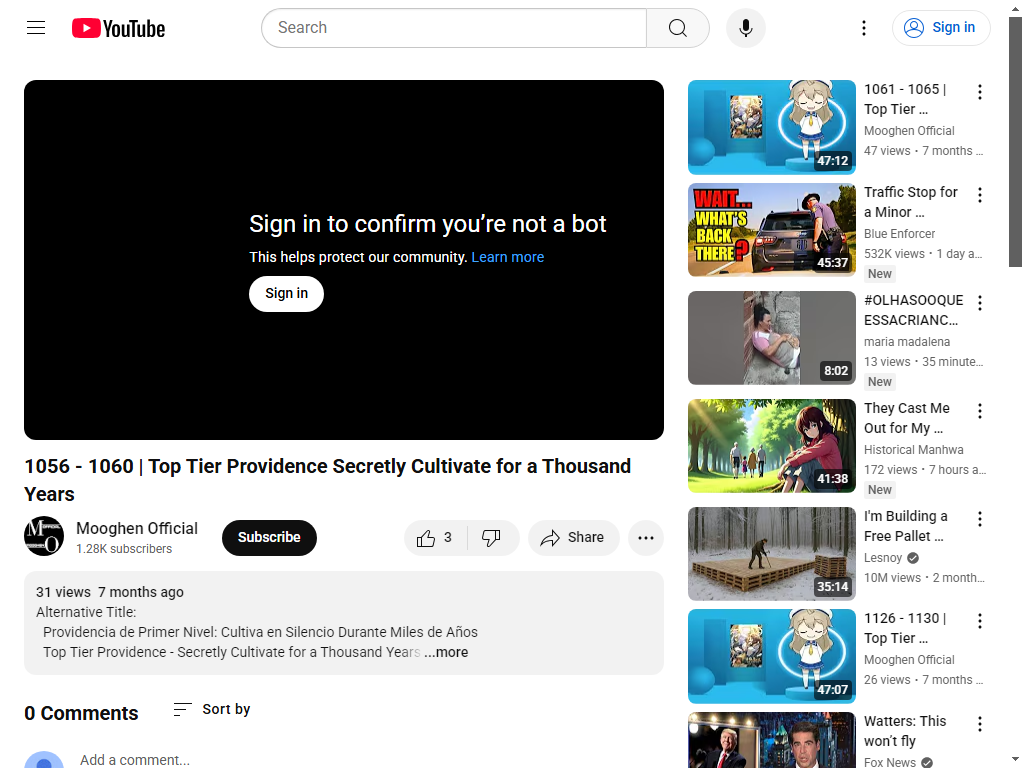 YouTube
Search
Sign in
Sign in to confirm you’re not a bot
This helps protect our community. Learn more
Sign in
1056 - 1060 | Top Tier Providence Secretly Cultivate for a Thousand
Years
Mooghen Official
1.28K subscribers
Subscribe
3
Share
31 views 7 months ago
Alternative Title:
Providencia de Primer Nivel: Cultiva en Silencio Durante Miles de Años
Top Tier Providence - Secretly Cultivate for a Thousand Years ...more
0 Comments
Sort by
Add a comment...
47:12
1061 - 1065 |
Top Tier ...
Mooghen Official
47 views • 7 months ...
WAIT...
WHAT'S
BACK
THERE?
45:37
Traffic Stop for
a Minor ...
Blue Enforcer
532K views • 1 day a...
New
8:02
#OLHASOOQUE
ESSACRIANC...
maria madalena
13 views • 35 minute...
New
41:38
They Cast Me
Out for My ...
Historical Manhwa
172 views • 7 hours a...
New
35:14
I'm Building a
Free Pallet ...
Lesnoy
10M views • 2 month...
47:07
1126 - 1130 |
Top Tier ...
Mooghen Official
26 views • 7 months ...
Watters: This
won't fly
Fox News